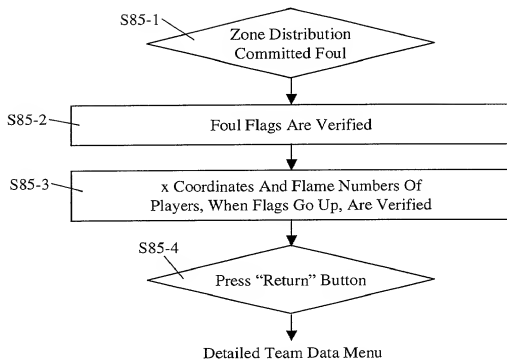 S85-1
Zone Distribution
Committed Foul
S85-2
Foul Flags Are Verified
S85-3
x Coordinates And Flame Numbers Of
Players, When Flags Go Up, Are Verified
S85-4
Press “Return” Button
Detailed Team Data Menu